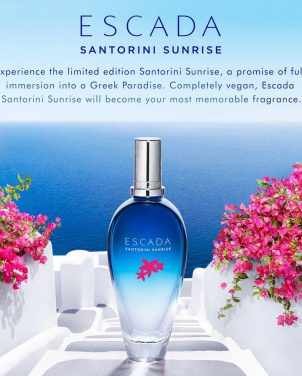 ESCADA
SANTORINI SUNRISE
xperience the limited edition Santorini Sunrise, a promise of ful
immersion into a Greek Paradise. Completely vegan, Escada
Santorini Sunrise will become your most memorable fragrance.
ESCADA
SANTORINI SUNRISE